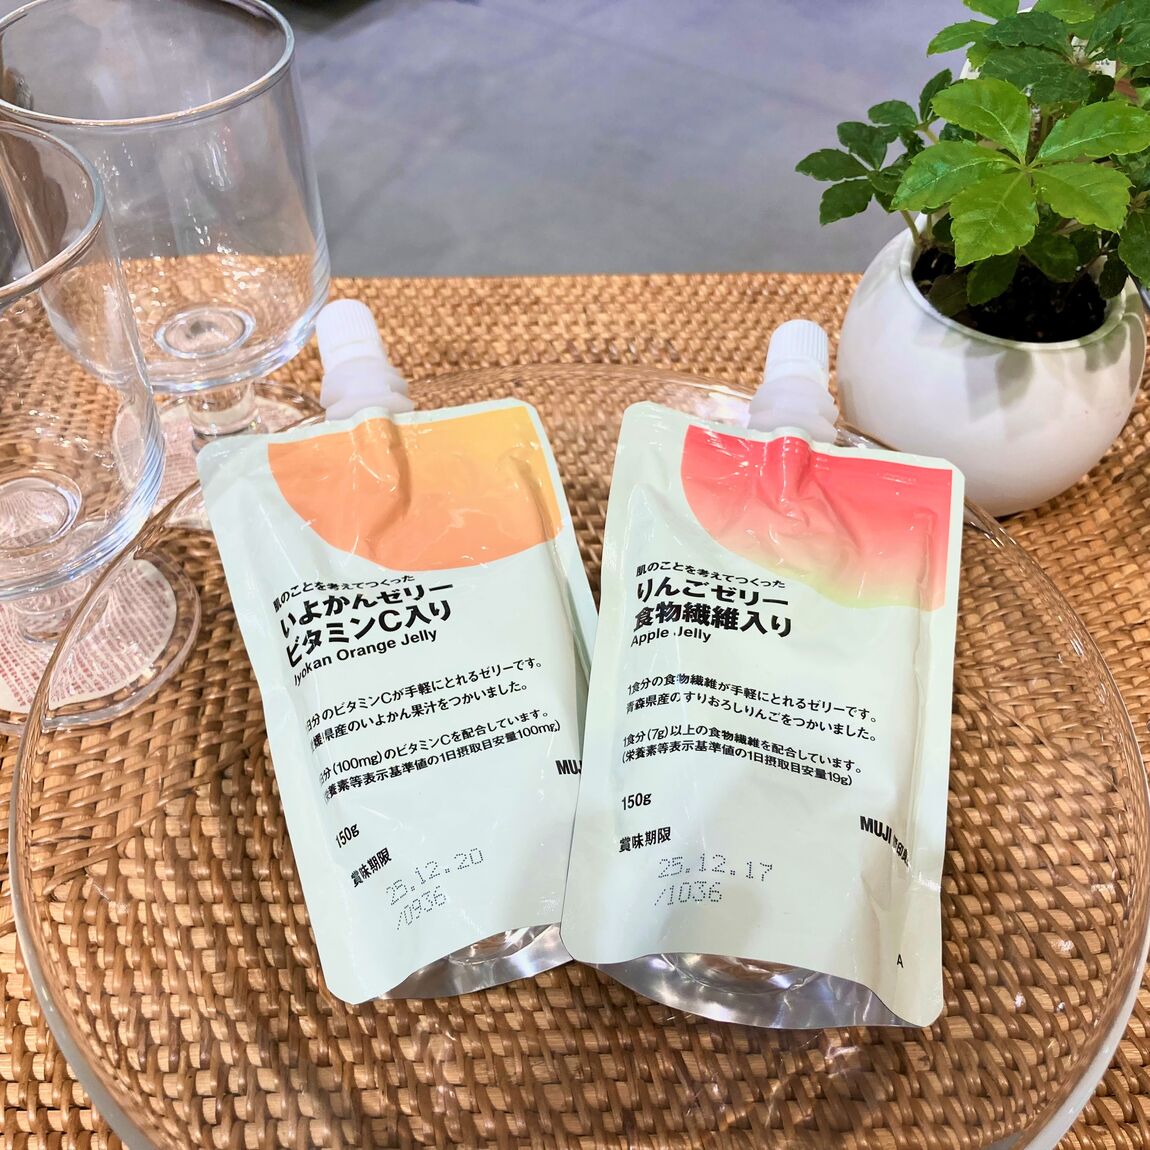 肌のことを考えてつくった
いよかんゼリー
ビタミンC入り
Iyokan Orange Jelly
日分のビタミンCが手軽にとれるゼリーです。
媛県産のいよかん果汁をつかいました。
日分(100mg)のビタミンCを配合しています。
(栄養素等表示基準値の1日摂取目安量100mg)
MUJI
150g
賞味期限
25.12.20
/0936
肌のことを考えてつくった
りんごゼリー
食物繊維入り
Apple Jelly
1食分の食物繊維が手軽にとれるゼリーです。
青森県産のすりおろしりんごをつかいました。
1食分(7g)以上の食物繊維を配合しています。
(栄養素等表示基準値の1日摂取目安量19g)
150g
MUJI 無印良
賞味期限
25.12.17
/1036
A